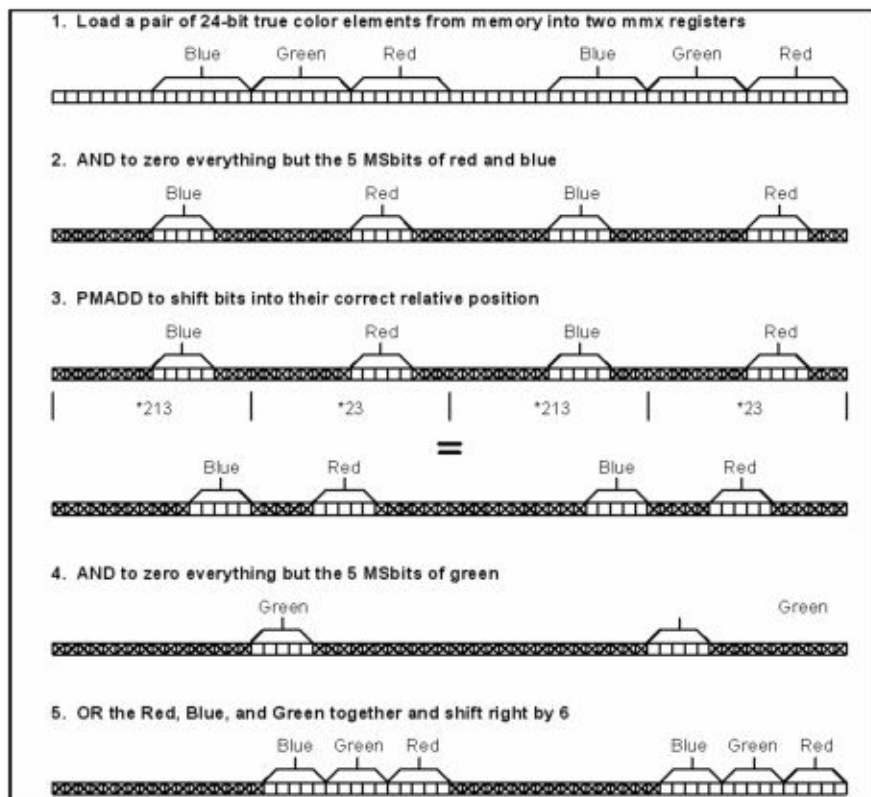 1. Load a pair of 24-bit true color elements from memory into two mmx registers
Blue Green Red Blue Green Red
2. AND to zero everything but the 5 MSbits of red and blue
Blue Red Blue Red
3. PMADD to shift bits into their correct relative position
Blue Red Blue Red
*213 *23 *213 *23
=
Blue Red Blue Red
4. AND to zero everything but the 5 MSbits of green
Green Green
5. OR the Red, Blue, and Green together and shift right by 6
Blue Green Red Blue Green Red